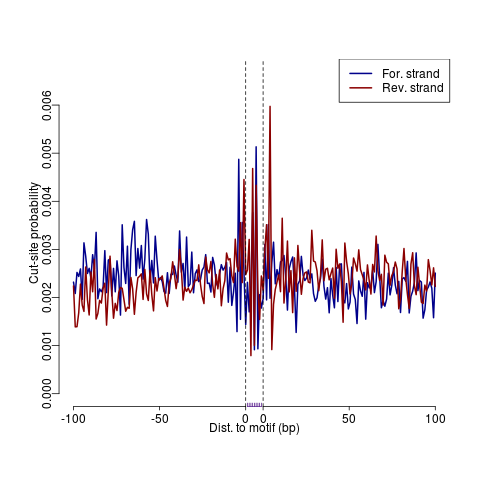 For. strand
Rev. strand
Cut-site probability
0.006
0.005
0.004
0.003
0.002
0.001
0.000
-100 -50 0 0 50 100
Dist. to motif (bp)